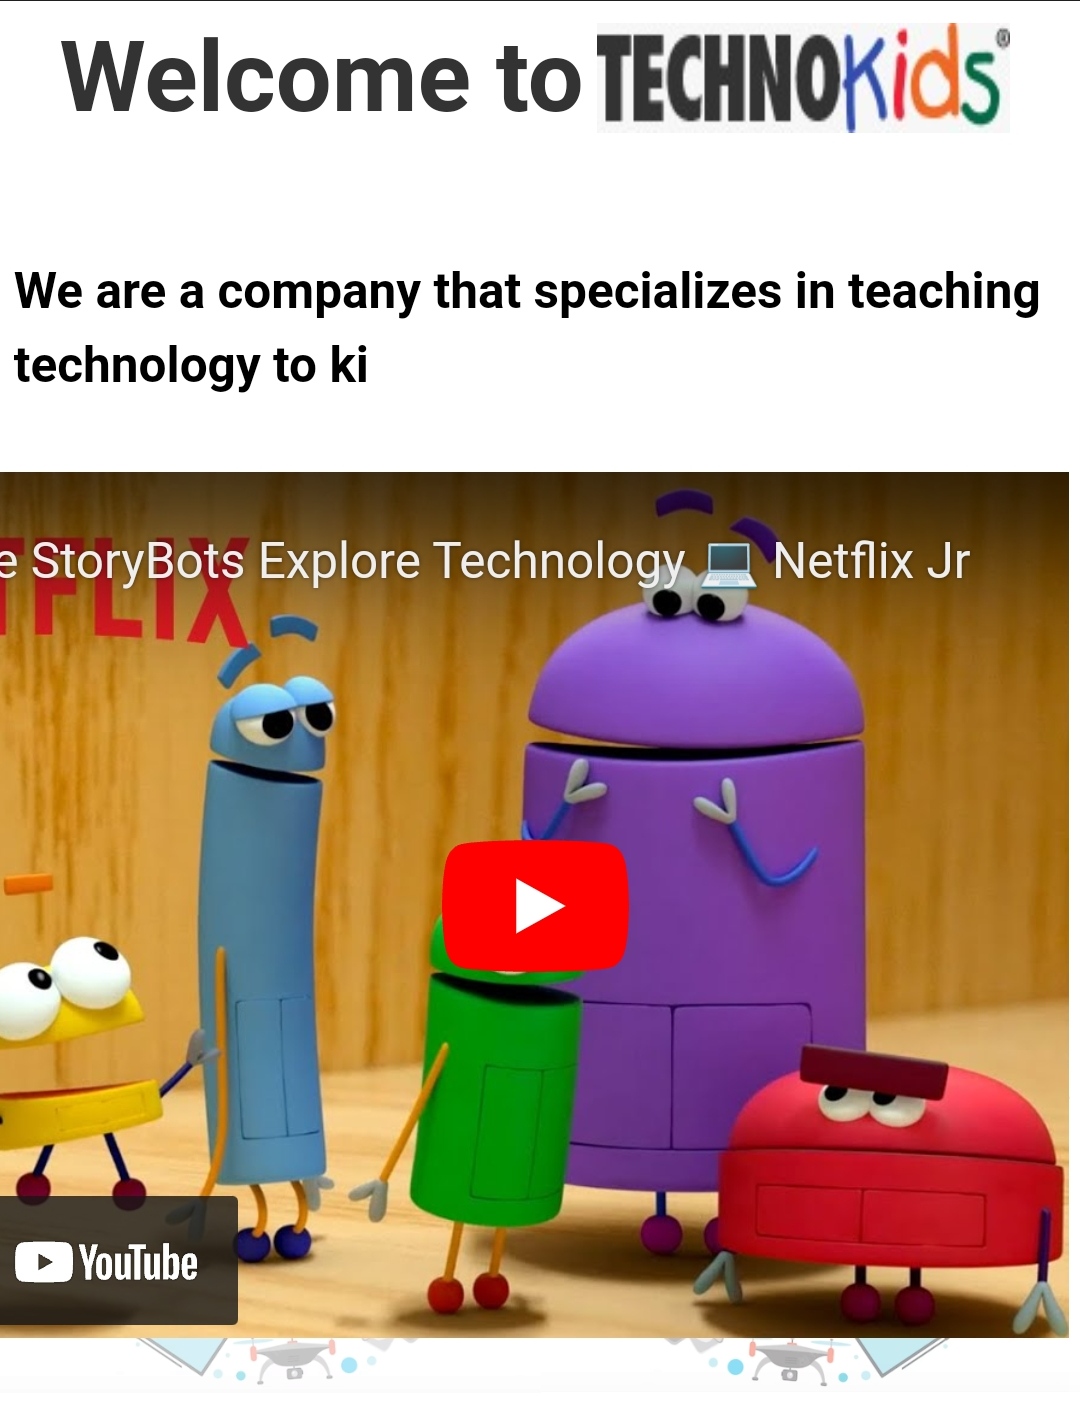 Welcome to TECHNOKids®
We are a company that specializes in teaching
technology to ki
e StoryBots Explore Technology 💻 Netflix Jr
TFLIX
YouTube